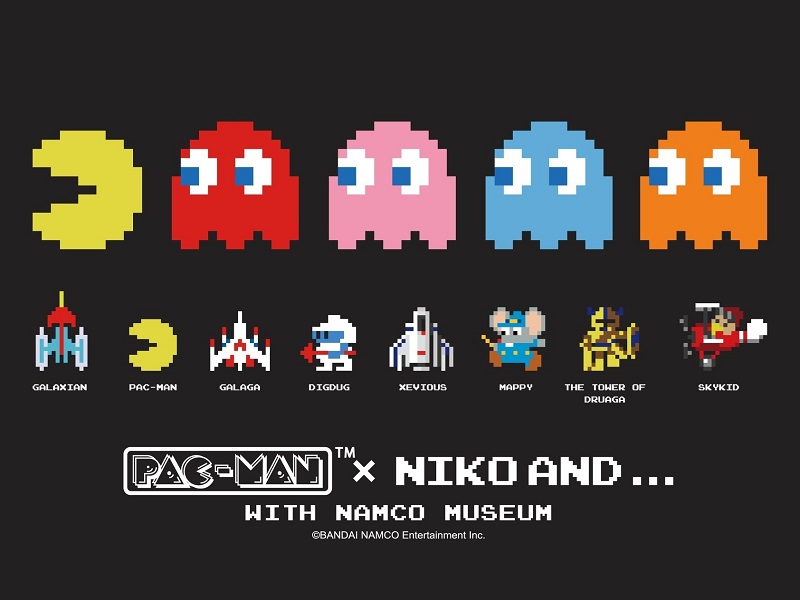 GALAXIAN PAC-MAN GALAGA DIGDUG XEVIOUS MAPPY THE TOWER OF DRUAGA SKYKID
PAC-MAN™ × NIKO AND ...
WITH NAMCO MUSEUM
©BANDAI NAMCO Entertainment Inc.